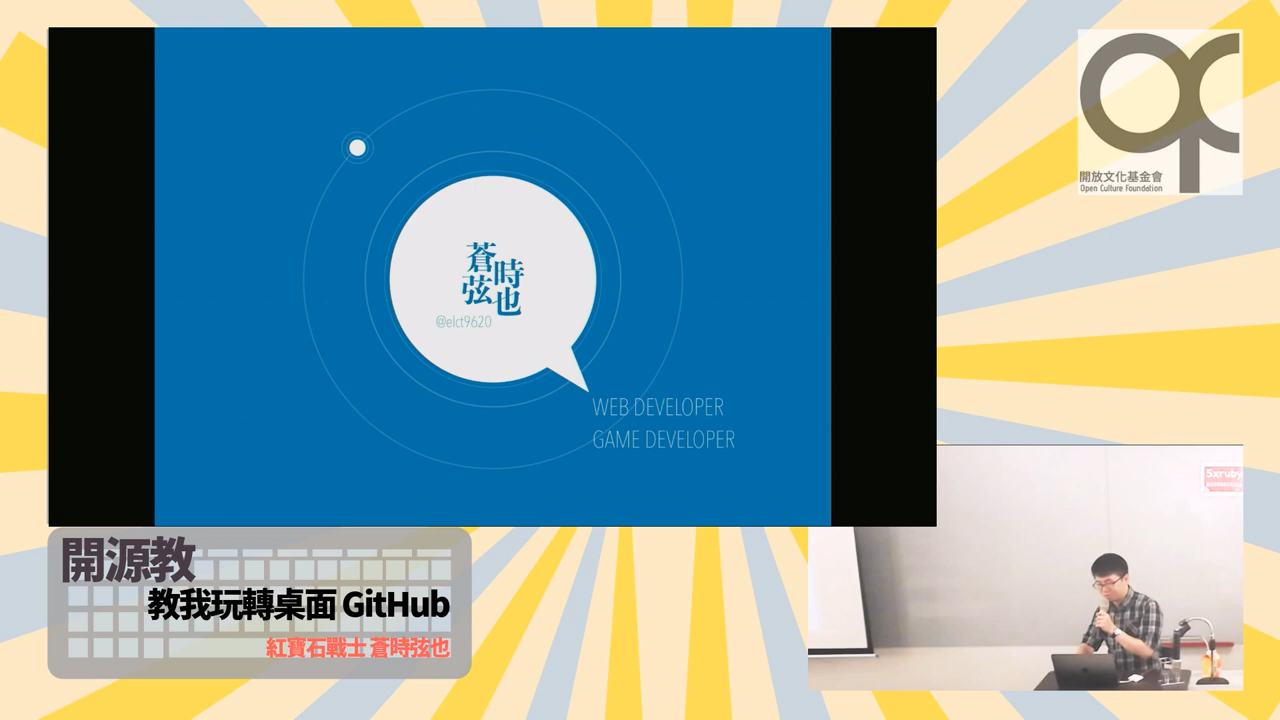 蒼時
弦也
@elct9620
WEB DEVELOPER
GAME DEVELOPER
開放文化基金會
Open Culture Foundation
5xruby
開源教
教我玩轉桌面 GitHub
紅寶石戰士 蒼時弦也